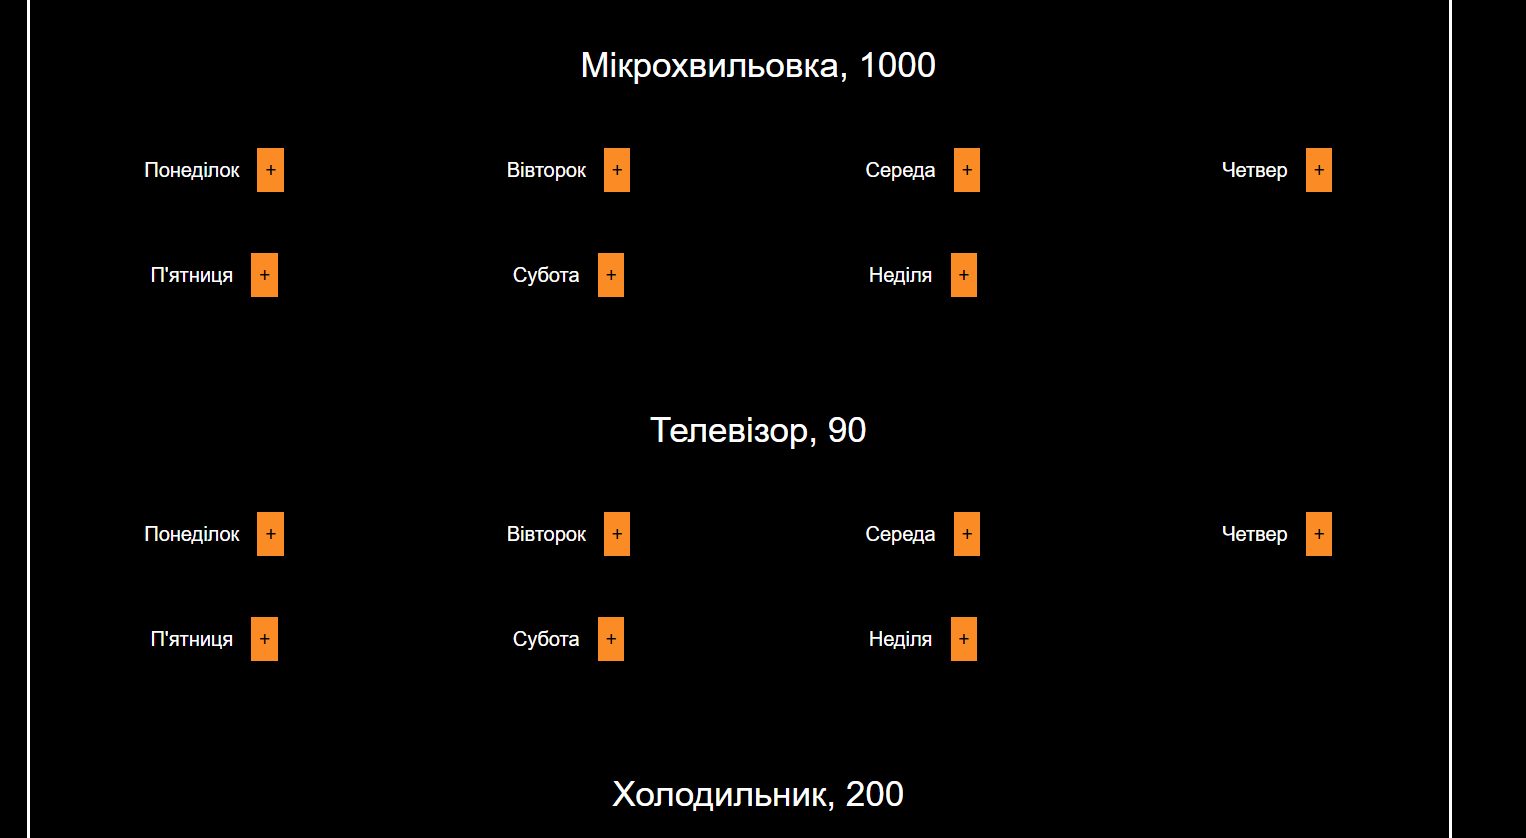 Мікрохвильовка, 1000
Понеділок + Вівторок + Середа + Четвер +
П'ятниця + Субота + Неділя +
Телевізор, 90
Понеділок + Вівторок + Середа + Четвер +
П'ятниця + Субота + Неділя +
Холодильник, 200